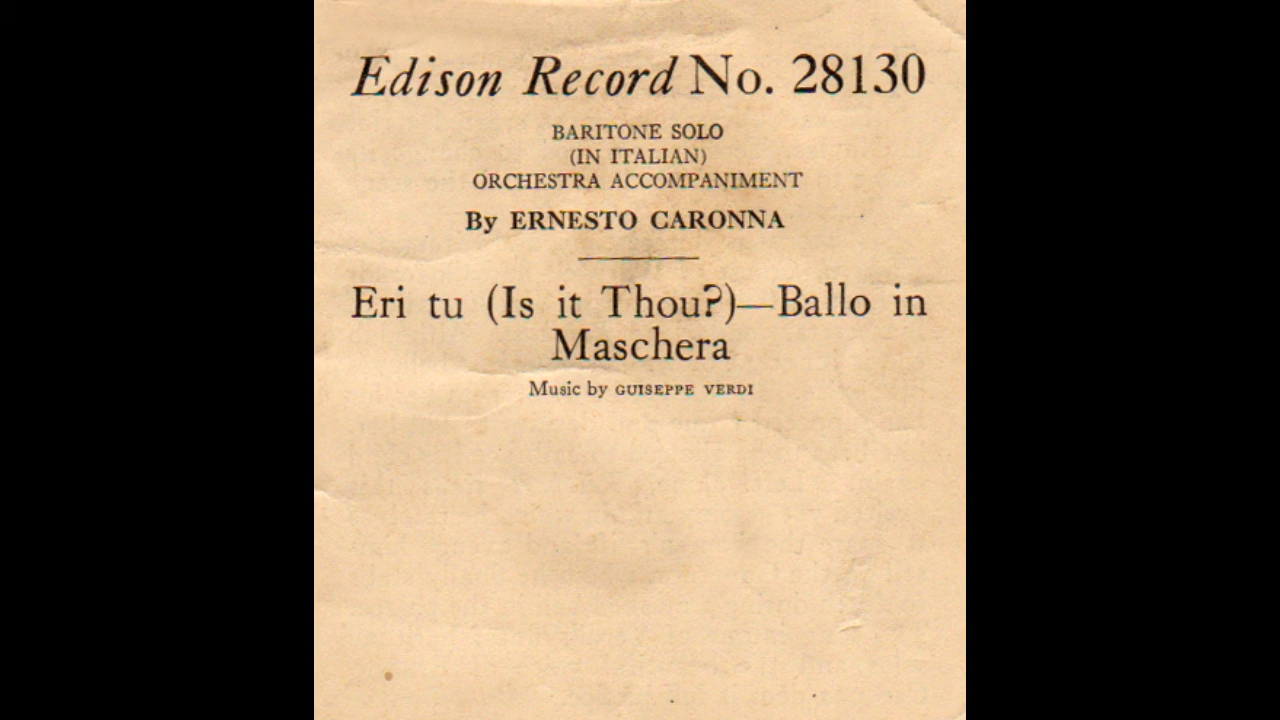 Edison Record No. 28130
BARITONE SOLO
(IN ITALIAN)
ORCHESTRA ACCOMPANIMENT
By ERNESTO CARONNA
Eri tu (Is it Thou?)—Ballo in
Maschera
Music by GUISEPPE VERDI